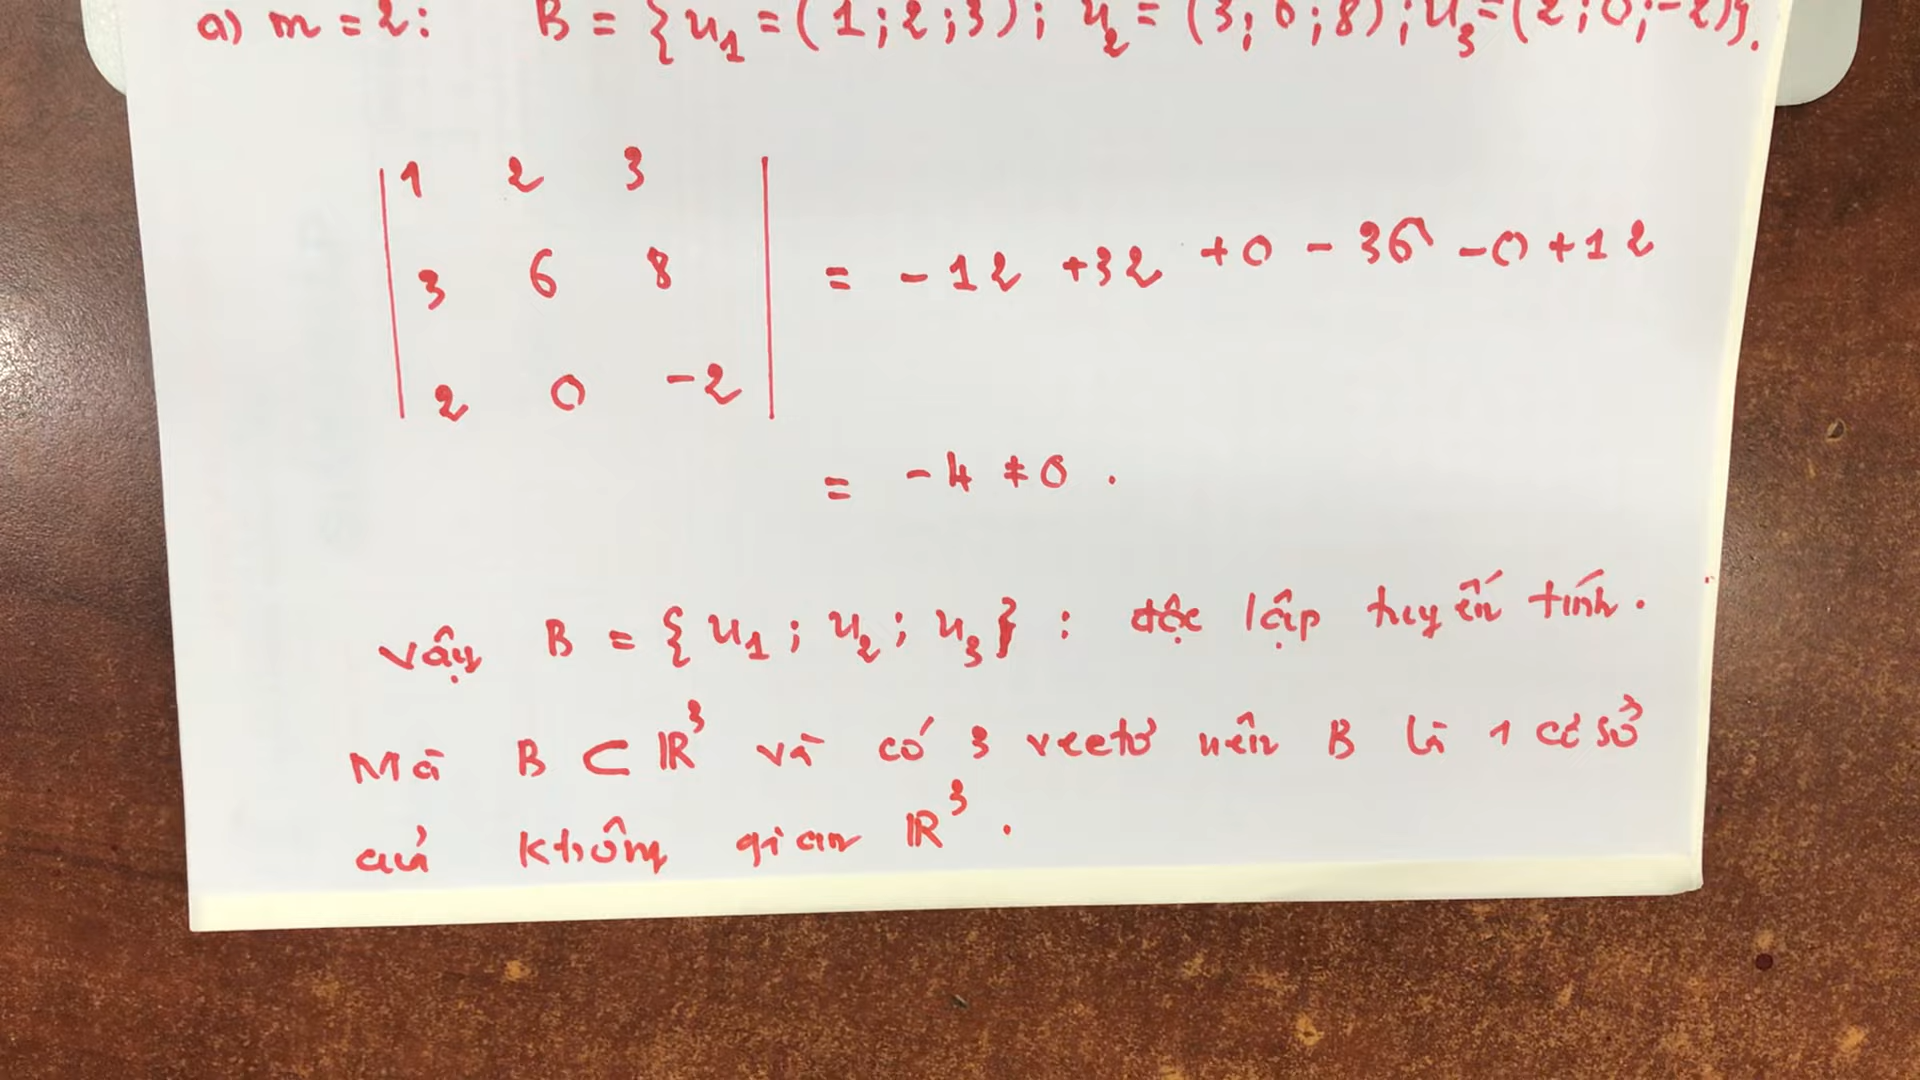 a) m = 2: B = {u₁ = (1; 2; 3); u₂ = (3; 6; 8); u₃ = (2; 0; -2)}.
| 1 2 3 |
| 3 6 8 | = - 12 + 32 + 0 - 36 - 0 + 12
| 2 0 -2 |
= - 4 ≠ 0.
Vậy B = {u₁; u₂; u₃} : độc lập tuyến tính.
Mà B ⊂ ℝ³ và có 3 vectơ nên B là 1 cơ sở
của không gian ℝ³.